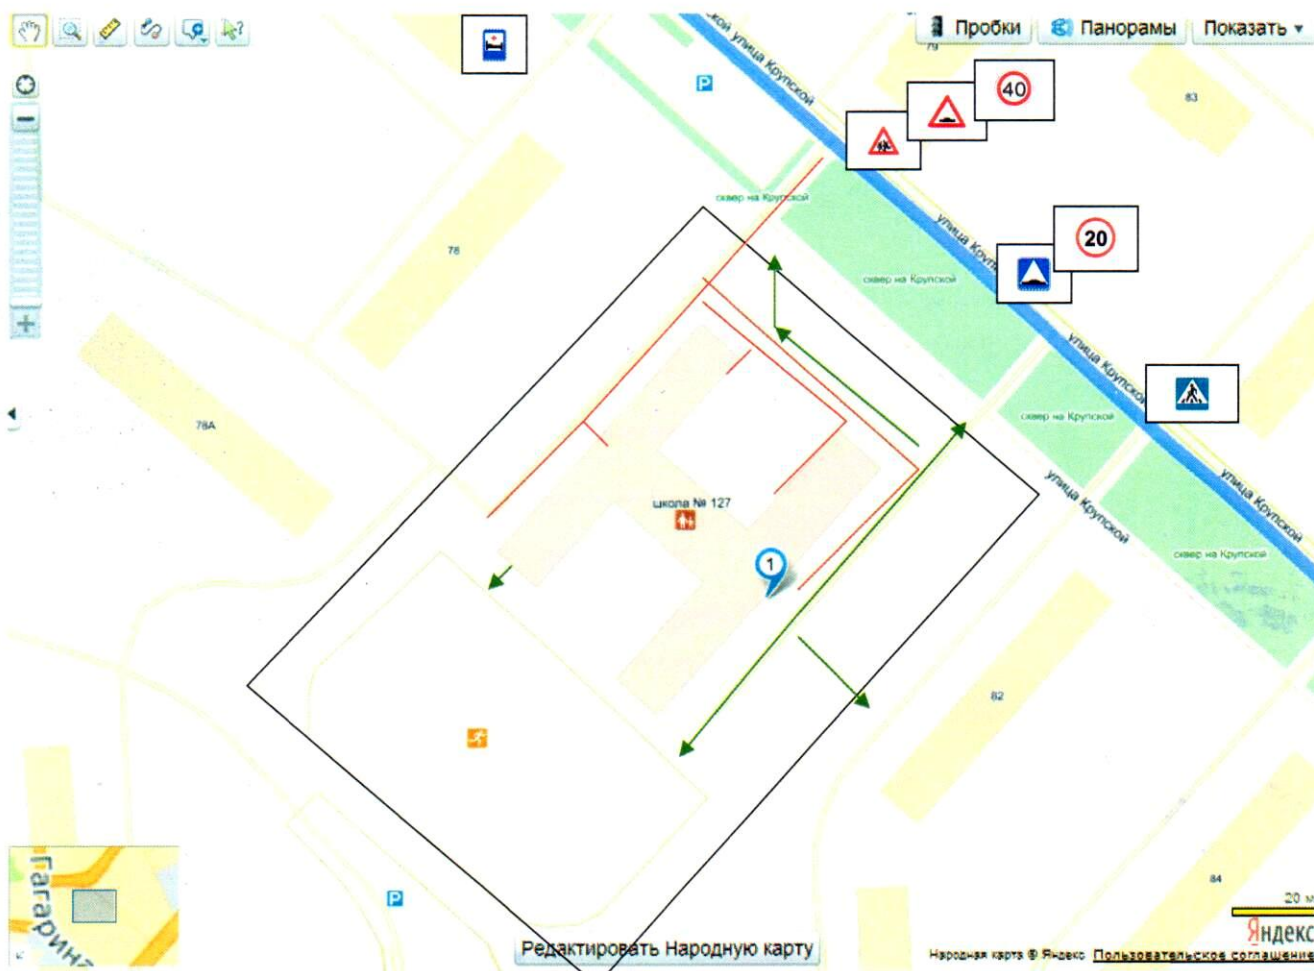 Пробки
Панорамы
Показать
79
83
40
улица Крупской
сквер на Крупской
78
20
улица
сквер на Крупской
улица Крупской
78А
сквер на Крупской
школа № 127
улица Крупской
улица Крупской
сквер на Крупской
1
82
84
20 м
Гагарина
Яндекс
Редактировать Народную карту
Народная карта © Яндекс Пользовательское соглашение